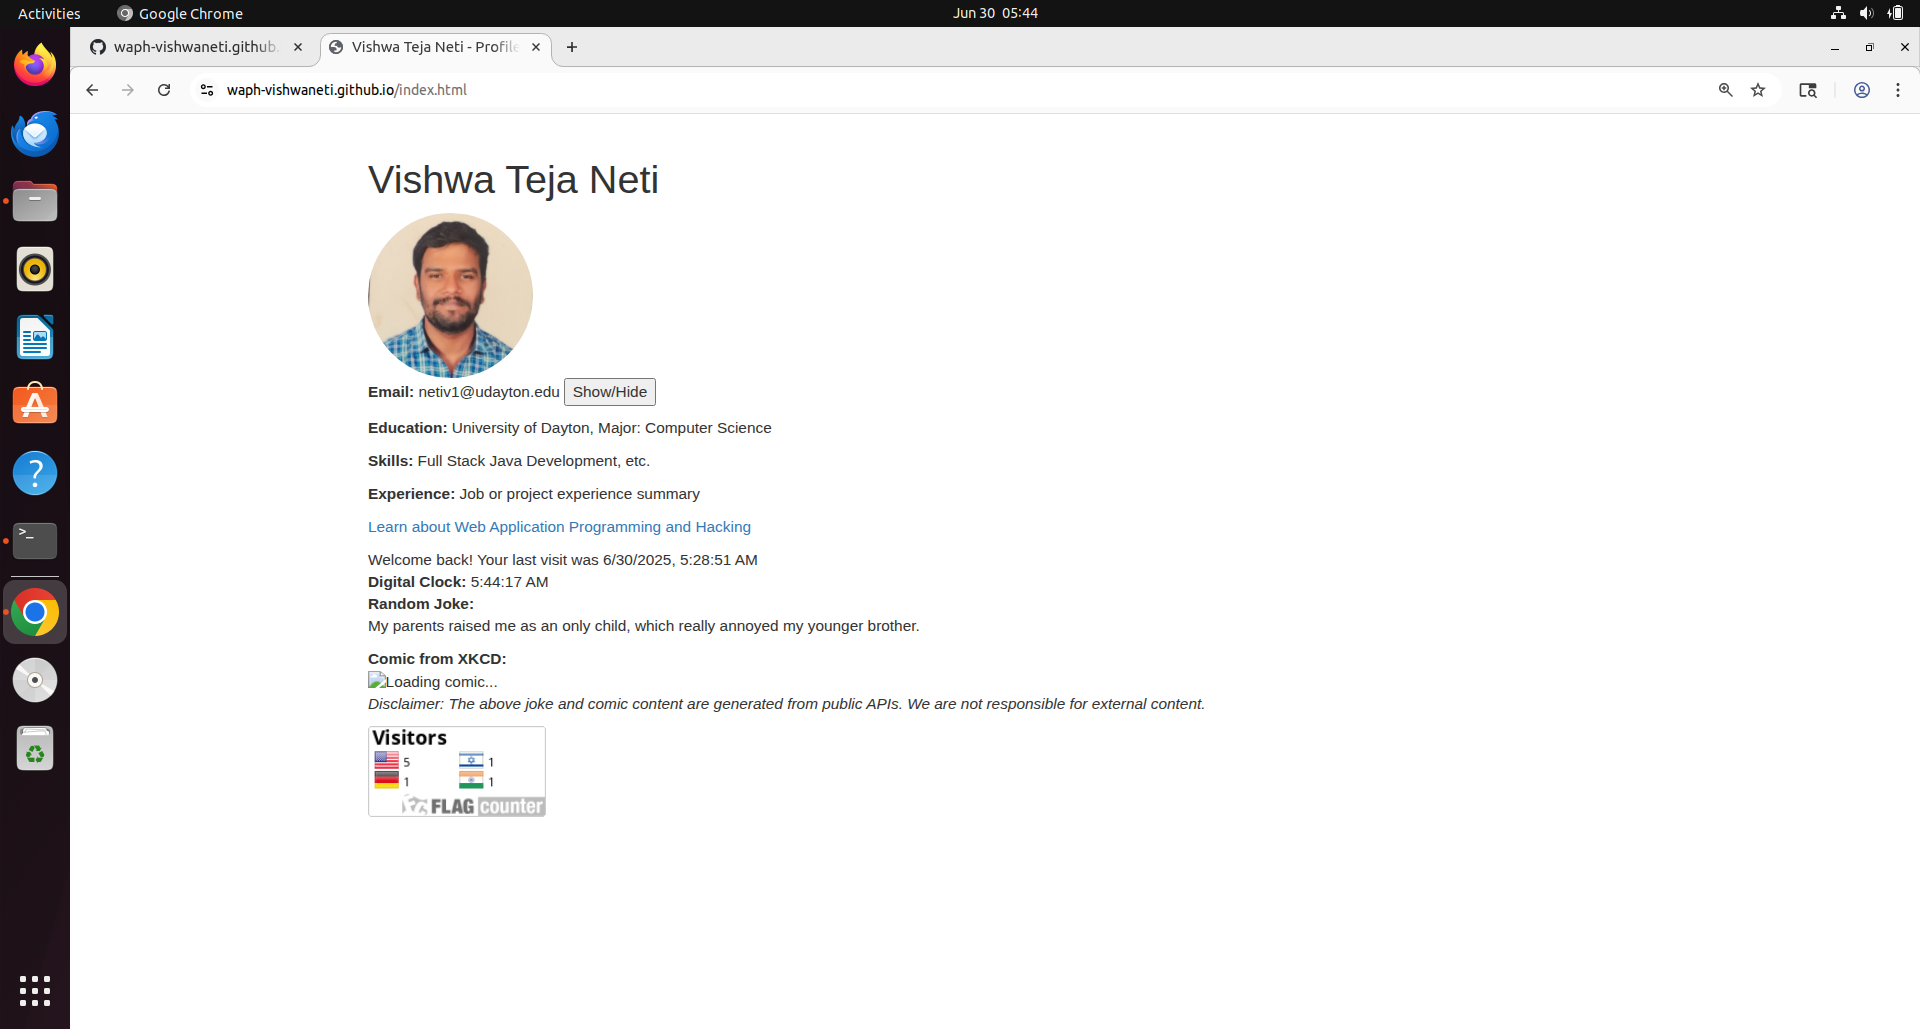 Activities
Google Chrome
Jun 30 05:44
waph-vishwaneti.github
Vishwa Teja Neti - Profile
waph-vishwaneti.github.io/index.html
Vishwa Teja Neti
Email: netiv1@udayton.edu Show/Hide
Education: University of Dayton, Major: Computer Science
Skills: Full Stack Java Development, etc.
Experience: Job or project experience summary
Learn about Web Application Programming and Hacking
Welcome back! Your last visit was 6/30/2025, 5:28:51 AM
Digital Clock: 5:44:17 AM
Random Joke:
My parents raised me as an only child, which really annoyed my younger brother.
Comic from XKCD:
Loading comic...
Disclaimer: The above joke and comic content are generated from public APIs. We are not responsible for external content.
Visitors
5 1
1 1
FLAG counter